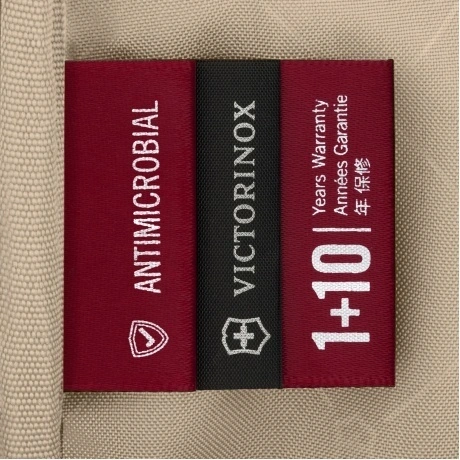 ANTIMICROBIAL
VICTORINOX
1+10
Years Warranty
Années Garantie
年保修